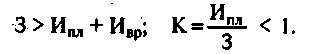 З > Ипл + Ивр; К = Ипл/З < 1.